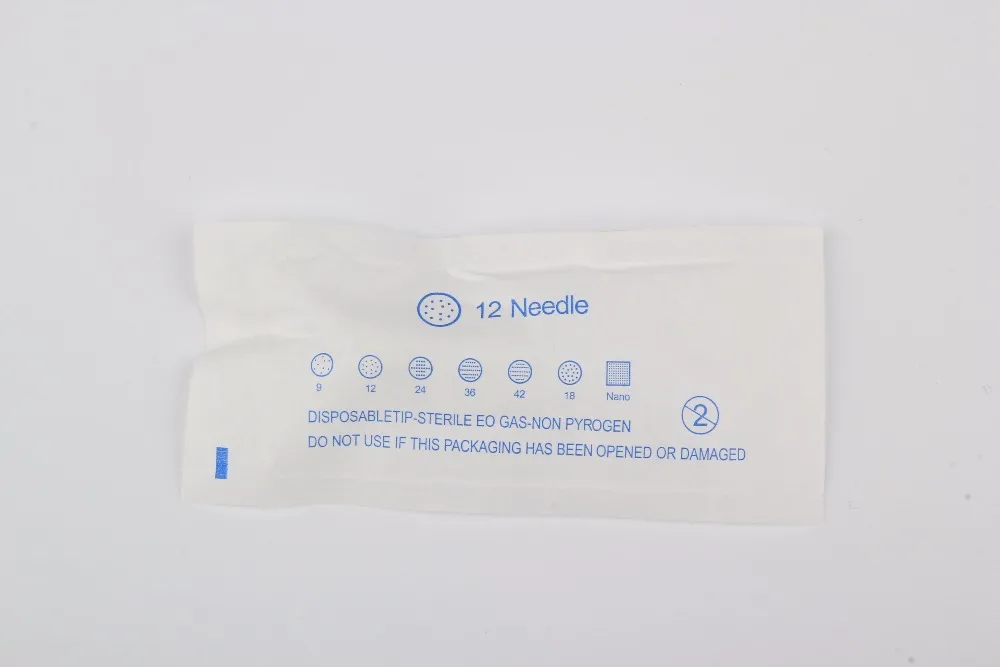 12 Needle
9 12 24 36 42 18 Nano
2
DISPOSABLETIP-STERILE EO GAS-NON PYROGEN
DO NOT USE IF THIS PACKAGING HAS BEEN OPENED OR DAMAGED